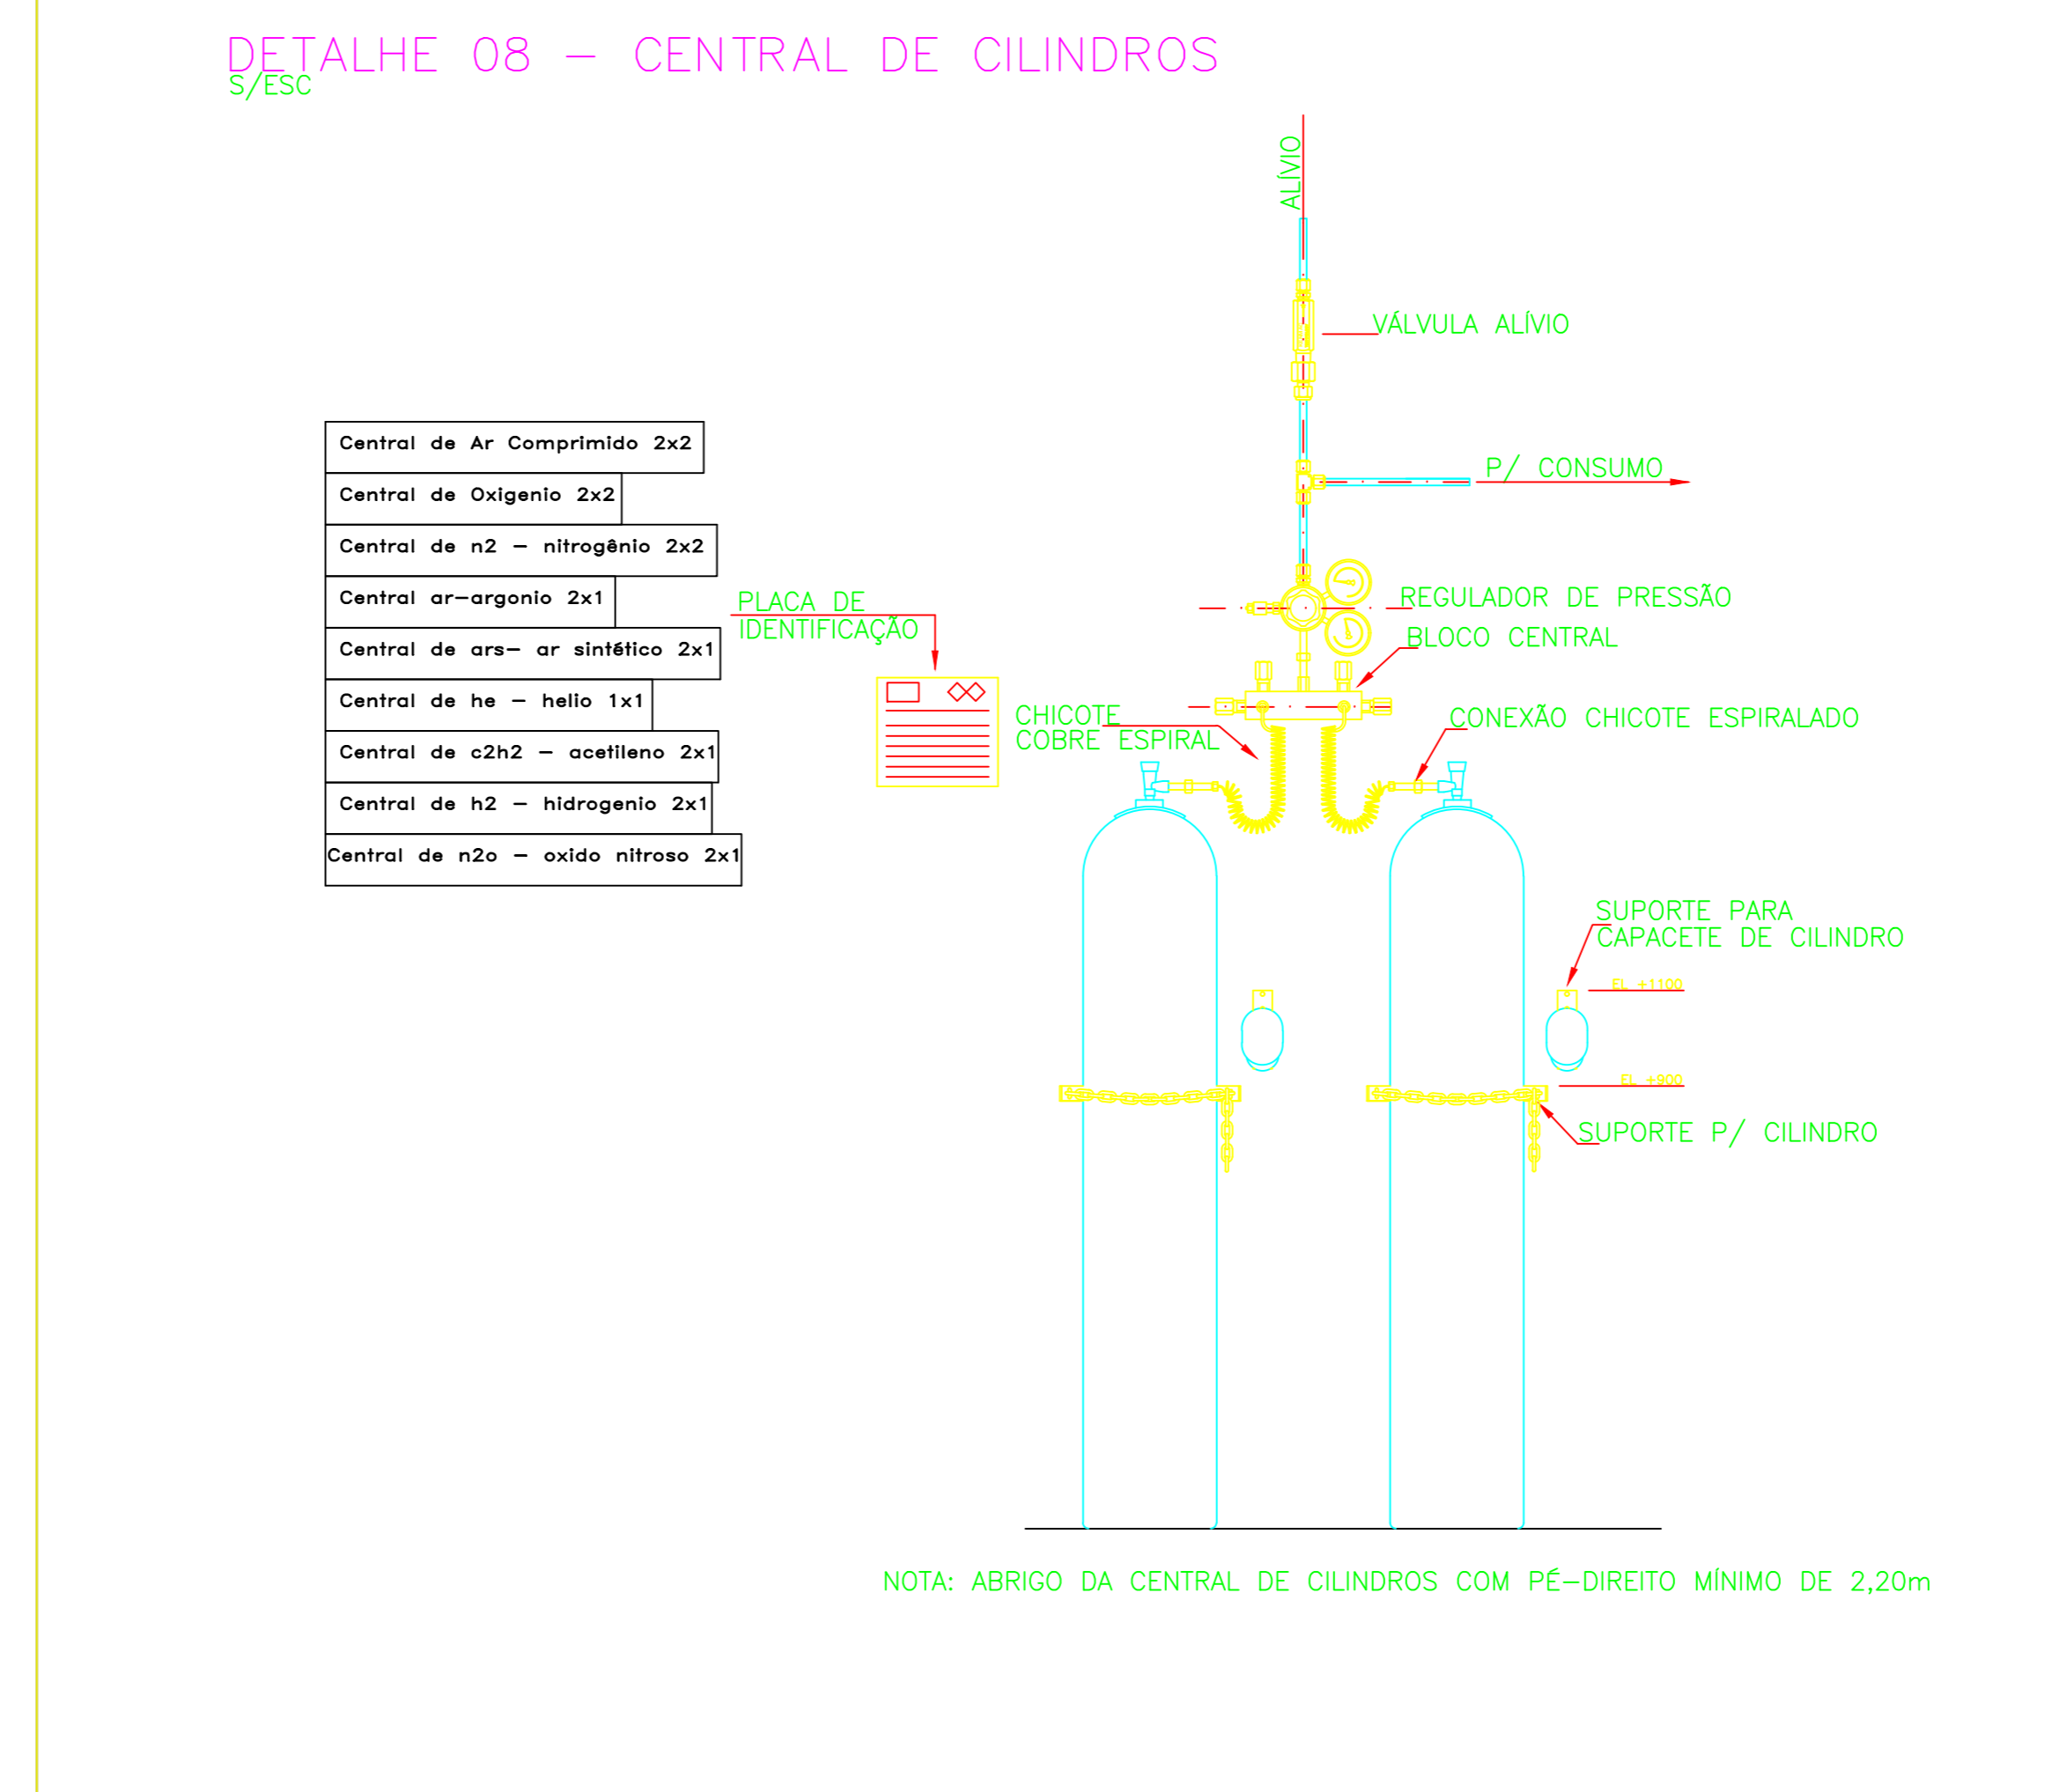 DETALHE 08 – CENTRAL DE CILINDROS
S/ESC
ALÍVIO
VÁLVULA ALÍVIO
P/ CONSUMO
Central de Ar Comprimido 2x2
Central de Oxigenio 2x2
Central de n2 – nitrogênio 2x2
Central ar–argonio 2x1
Central de ars– ar sintético 2x1
Central de he – helio 1x1
Central de c2h2 – acetileno 2x1
Central de h2 – hidrogenio 2x1
Central de n2o – oxido nitroso 2x1
PLACA DE
IDENTIFICAÇÃO
REGULADOR DE PRESSÃO
BLOCO CENTRAL
CHICOTE
COBRE ESPIRAL
CONEXÃO CHICOTE ESPIRALADO
SUPORTE PARA
CAPACETE DE CILINDRO
EL +1100
EL +900
SUPORTE P/ CILINDRO
NOTA: ABRIGO DA CENTRAL DE CILINDROS COM PÉ–DIREITO MÍNIMO DE 2,20m